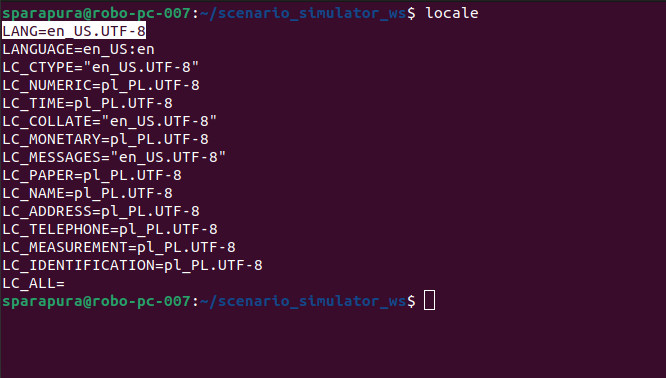 sparapura@robo-pc-007:~/scenario_simulator_ws$ locale
LANG=en_US.UTF-8
LANGUAGE=en_US:en
LC_CTYPE="en_US.UTF-8"
LC_NUMERIC=pl_PL.UTF-8
LC_TIME=pl_PL.UTF-8
LC_COLLATE="en_US.UTF-8"
LC_MONETARY=pl_PL.UTF-8
LC_MESSAGES="en_US.UTF-8"
LC_PAPER=pl_PL.UTF-8
LC_NAME=pl_PL.UTF-8
LC_ADDRESS=pl_PL.UTF-8
LC_TELEPHONE=pl_PL.UTF-8
LC_MEASUREMENT=pl_PL.UTF-8
LC_IDENTIFICATION=pl_PL.UTF-8
LC_ALL=
sparapura@robo-pc-007:~/scenario_simulator_ws$